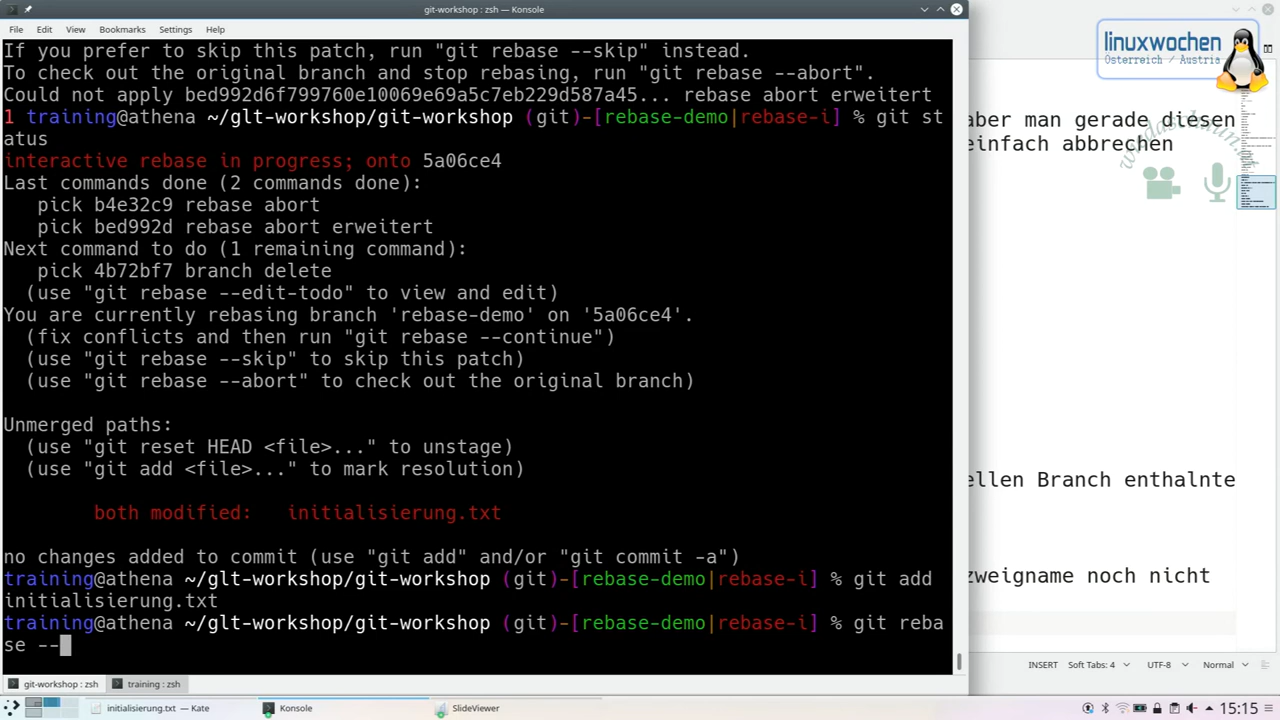 git-workshop : zsh — Konsole
File Edit View Bookmarks Settings Help
If you prefer to skip this patch, run "git rebase --skip" instead.
To check out the original branch and stop rebasing, run "git rebase --abort".
Could not apply bed992d6f799760e10069e69a5c7eb220d587a45... rebase abort erweitert
1 training@athena ~/glt-workshop/git-workshop (git)-[rebase-demo|rebase-i] % git st
atus
interactive rebase in progress; onto 5a06ce4
Last commands done (2 commands done):
pick b4e32c9 rebase abort
pick bed992d rebase abort erweitert
Next command to do (1 remaining command):
pick 4b72bf7 branch delete
(use "git rebase --edit-todo" to view and edit)
You are currently rebasing branch 'rebase-demo' on '5a06ce4'.
(fix conflicts and then run "git rebase --continue")
(use "git rebase --skip" to skip this patch)
(use "git rebase --abort" to check out the original branch)
Unmerged paths:
(use "git reset HEAD <file>..." to unstage)
(use "git add <file>..." to mark resolution)
both modified: initialisierung.txt
no changes added to commit (use "git add" and/or "git commit -a")
training@athena ~/glt-workshop/git-workshop (git)-[rebase-demo|rebase-i] % git add
initialisierung.txt
training@athena ~/glt-workshop/git-workshop (git)-[rebase-demo|rebase-i] % git reba
se --
git-workshop : zsh training : zsh
linuxwochen
Österreich / Austria
aber man gerade diesen
einfach abbrechen
ellen Branch enthalnte
zweigname noch nicht
INSERT Soft Tabs: 4 UTF-8 Normal
initialisierung.txt — Kate Konsole SlideViewer 15:15